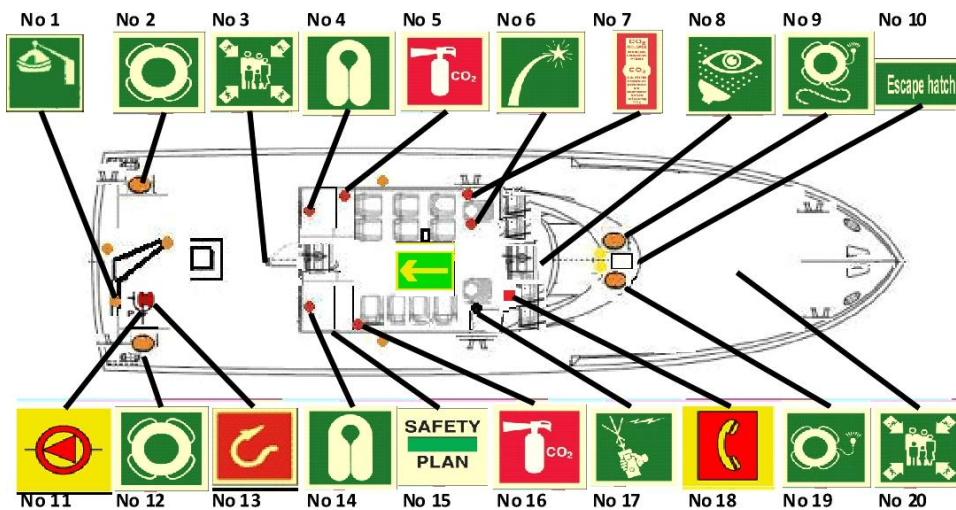 No 1 No 2 No 3 No 4 No 5 No 6 No 7 No 8 No 9 No 10
CO₂
CO₂
CO₂
Escape hatch
SAFETY
PLAN
CO₂
No 11 No 12 No 13 No 14 No 15 No 16 No 17 No 18 No 19 No 20